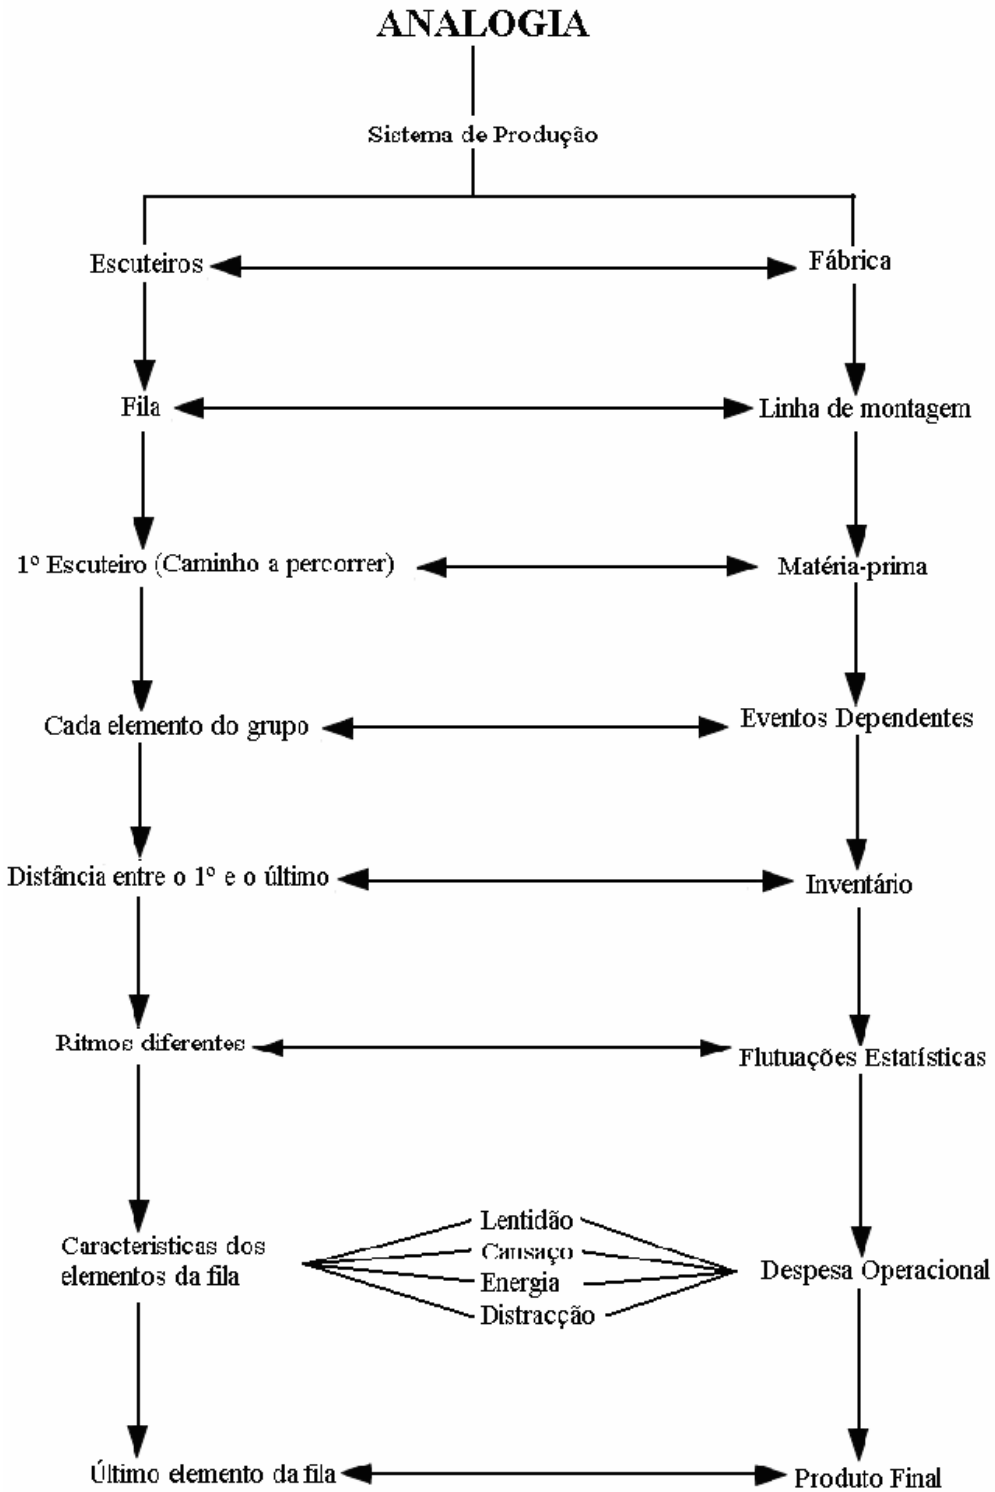 ANALOGIA
Sistema de Produção
Escuteiros
Fábrica
Fila
Linha de montagem
1º Escuteiro (Caminho a percorrer)
Matéria-prima
Cada elemento do grupo
Eventos Dependentes
Distância entre o 1º e o último
Inventário
Ritmos diferentes
Flutuações Estatísticas
Caracteristicas dos
elementos da fila
Lentidão
Causaço
Energia
Distracção
Despesa Operacional
Último elemento da fila
Produto Final